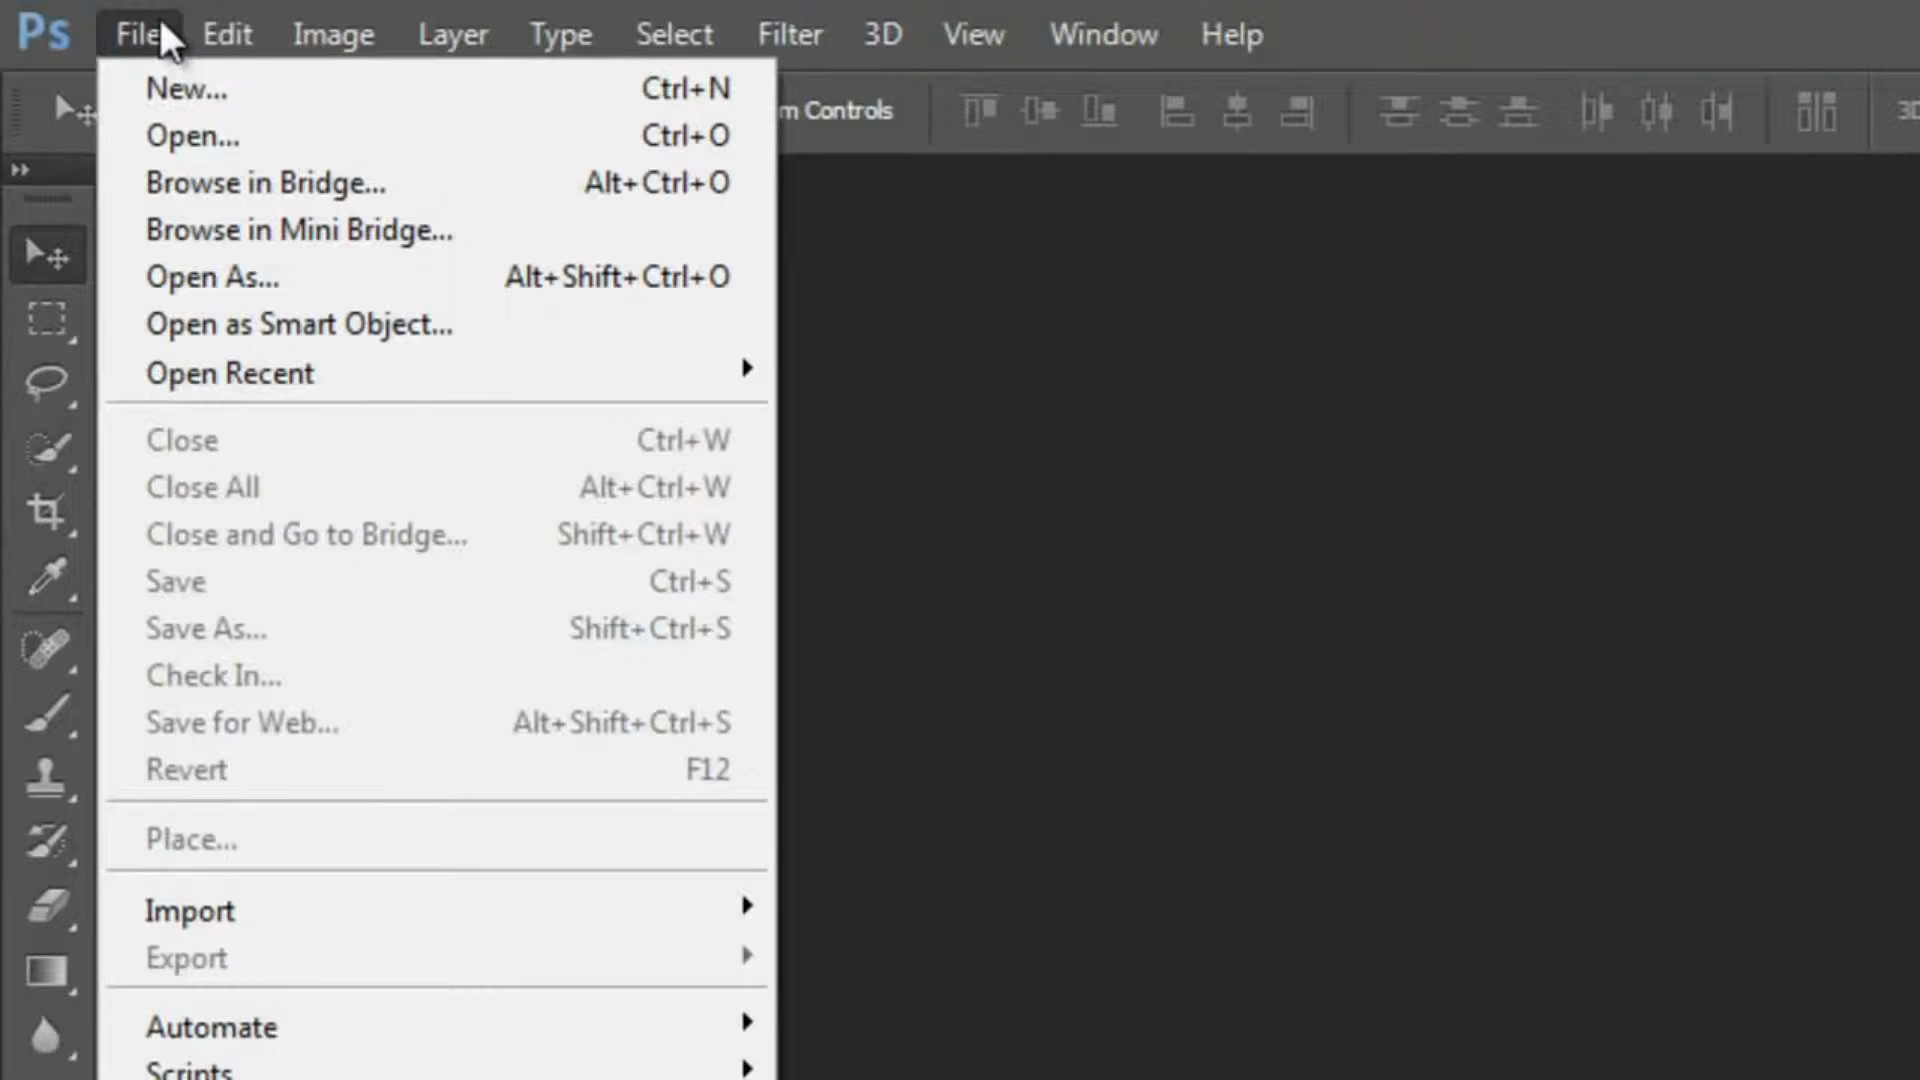 Ps File Edit Image Layer Type Select Filter 3D View Window Help
New... Ctrl+N
m Controls 3D
Open... Ctrl+O
Browse in Bridge... Alt+Ctrl+O
Browse in Mini Bridge...
Open As... Alt+Shift+Ctrl+O
Open as Smart Object...
Open Recent
Close Ctrl+W
Close All Alt+Ctrl+W
Close and Go to Bridge... Shift+Ctrl+W
Save Ctrl+S
Save As... Shift+Ctrl+S
Check In...
Save for Web... Alt+Shift+Ctrl+S
Revert F12
Place...
Import
Export
Automate
Scripts